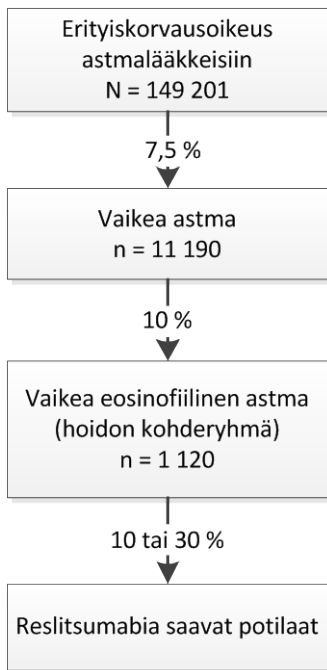 Erityiskorvausoikeus
astmalääkkeisiin
N = 149 201
7,5 %
Vaikea astma
n = 11 190
10 %
Vaikea eosinofiilinen astma
(hoidon kohderyhmä)
n = 1 120
10 tai 30 %
Reslitsumabia saavat potilaat